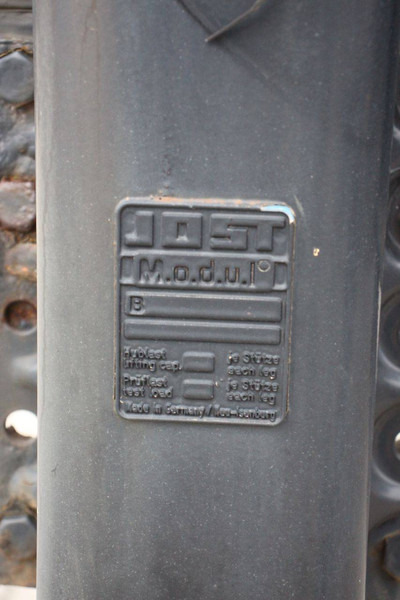 JOST
M.o.d.u.l°
B
Hublast je Stütze
lifting cap. each leg
Prüflast je Stütze
test load each leg
Made in Germany / Neu-Isenburg